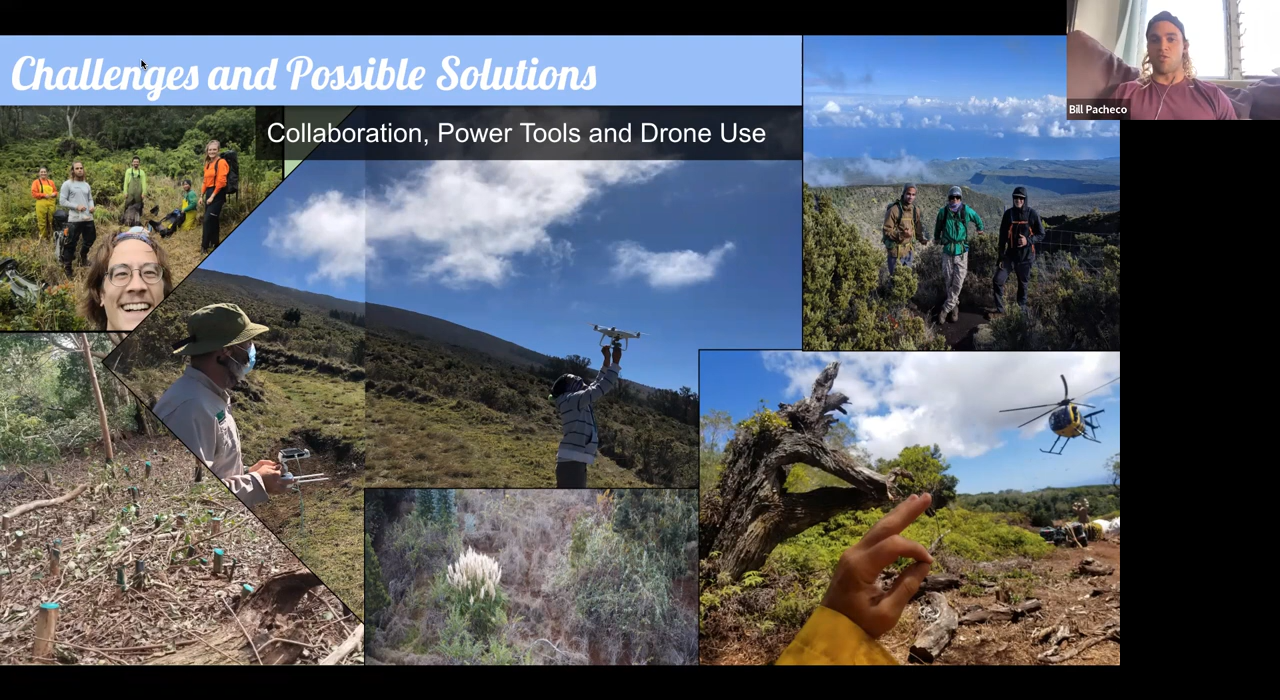 Challenges and Possible Solutions
Collaboration, Power Tools and Drone Use
Bill Pacheco